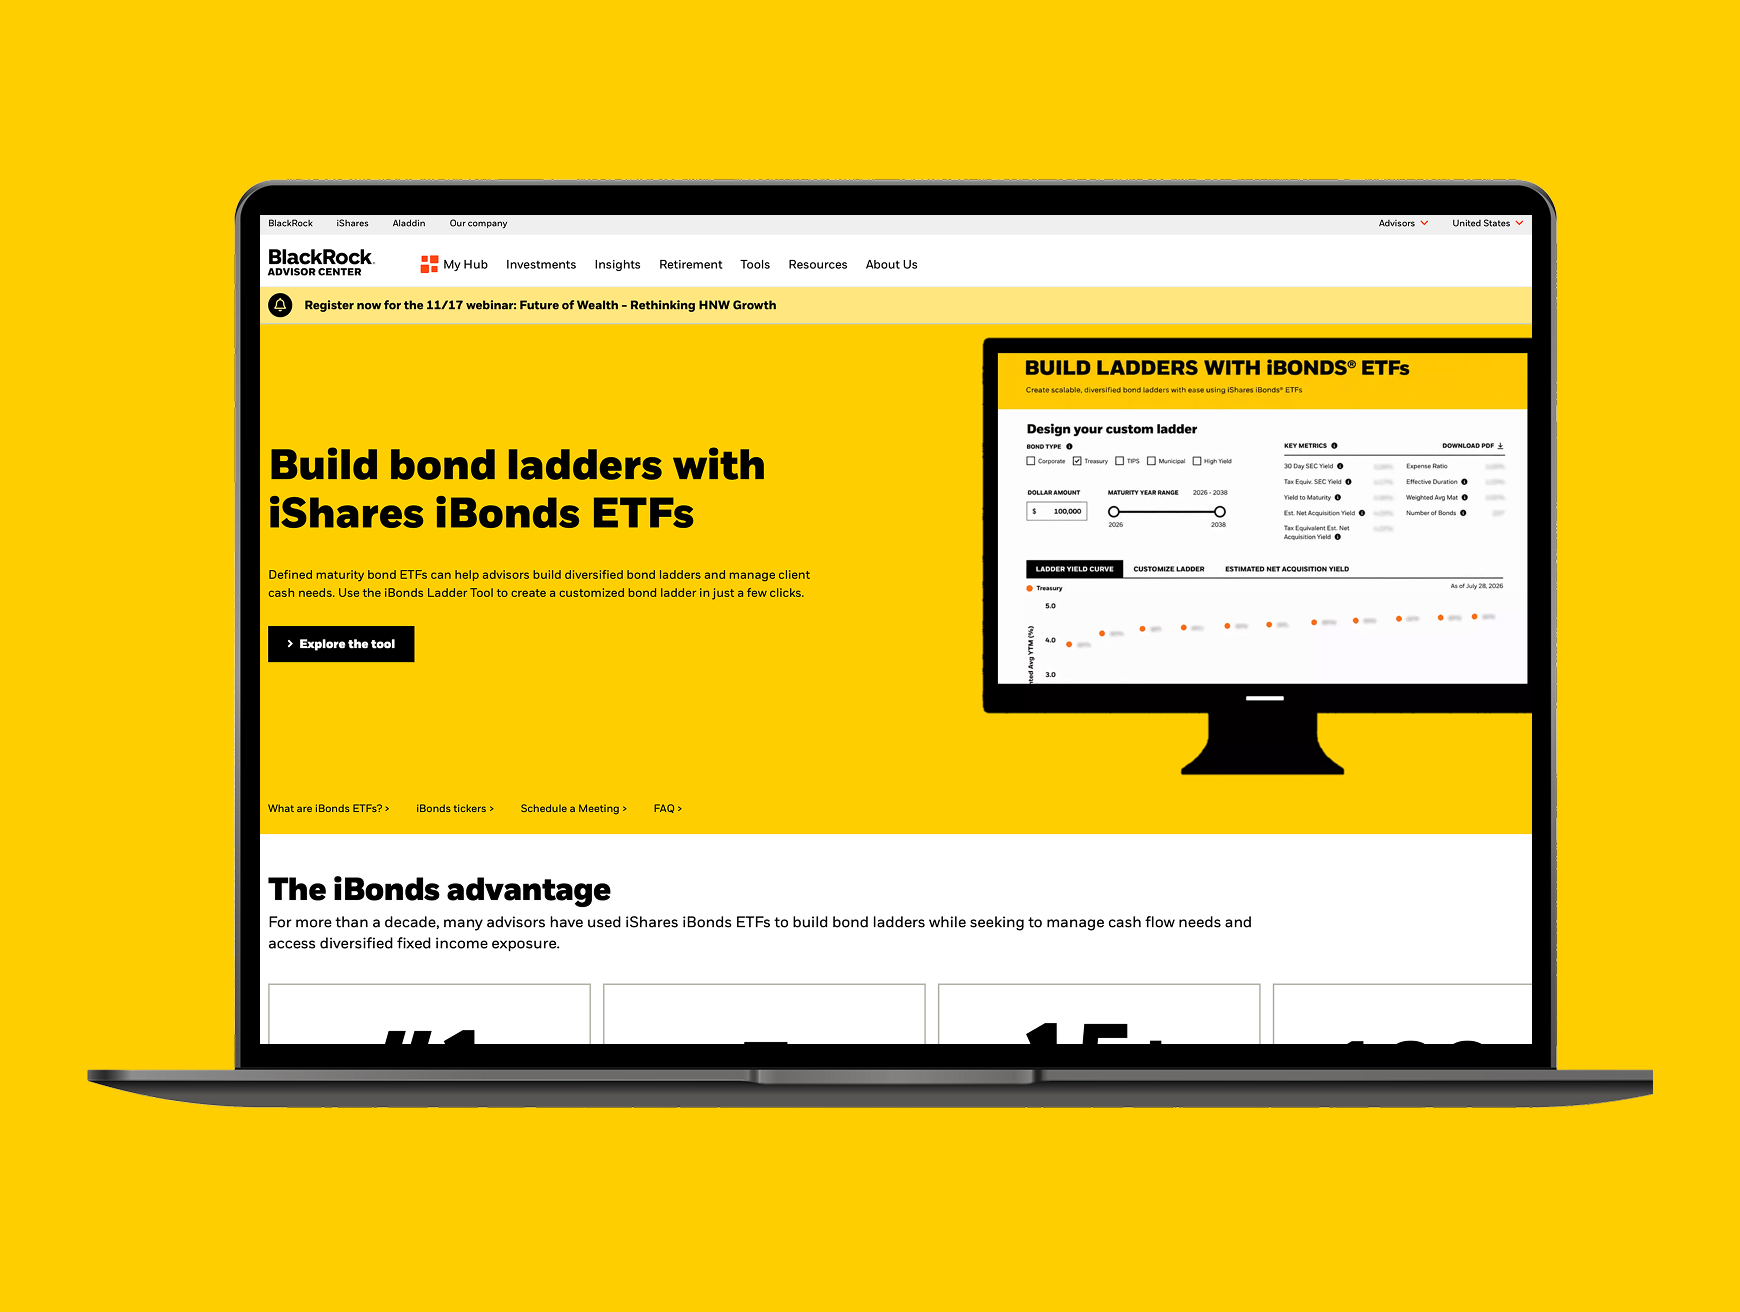 BlackRock iShares Aladdin Our company Advisors United States
BlackRock
ADVISOR CENTER
My Hub Investments Insights Retirement Tools Resources About Us
Register now for the 11/17 webinar: Future of Wealth – Rethinking HNW Growth
Build bond ladders with
iShares iBonds ETFs
Defined maturity bond ETFs can help advisors build diversified bond ladders and manage client
cash needs. Use the iBonds Ladder Tool to create a customized bond ladder in just a few clicks.
> Explore the tool
BUILD LADDERS WITH iBONDS® ETFs
Create scalable, diversified bond ladders with ease using iShares iBonds® ETFs
Design your custom ladder
BOND TYPE
Corporate Treasury TIPS Municipal High Yield
DOLLAR AMOUNT MATURITY YEAR RANGE 2026 - 2038
$ 100,000
2026 2038
KEY METRICS DOWNLOAD PDF
30 Day SEC Yield Expense Ratio
Tax Equiv. SEC Yield Effective Duration
Yield to Maturity Weighted Avg Mat
Est. Net Acquisition Yield Number of Bonds
Tax Equivalent Est. Net
Acquisition Yield
LADDER YIELD CURVE CUSTOMIZE LADDER ESTIMATED NET ACQUISITION YIELD
Treasury As of July 28, 2026
5.0
4.0
3.0
Avg YTM (%)
What are iBonds ETFs? > iBonds tickers > Schedule a Meeting > FAQ >
The iBonds advantage
For more than a decade, many advisors have used iShares iBonds ETFs to build bond ladders while seeking to manage cash flow needs and
access diversified fixed income exposure.
#1 15+